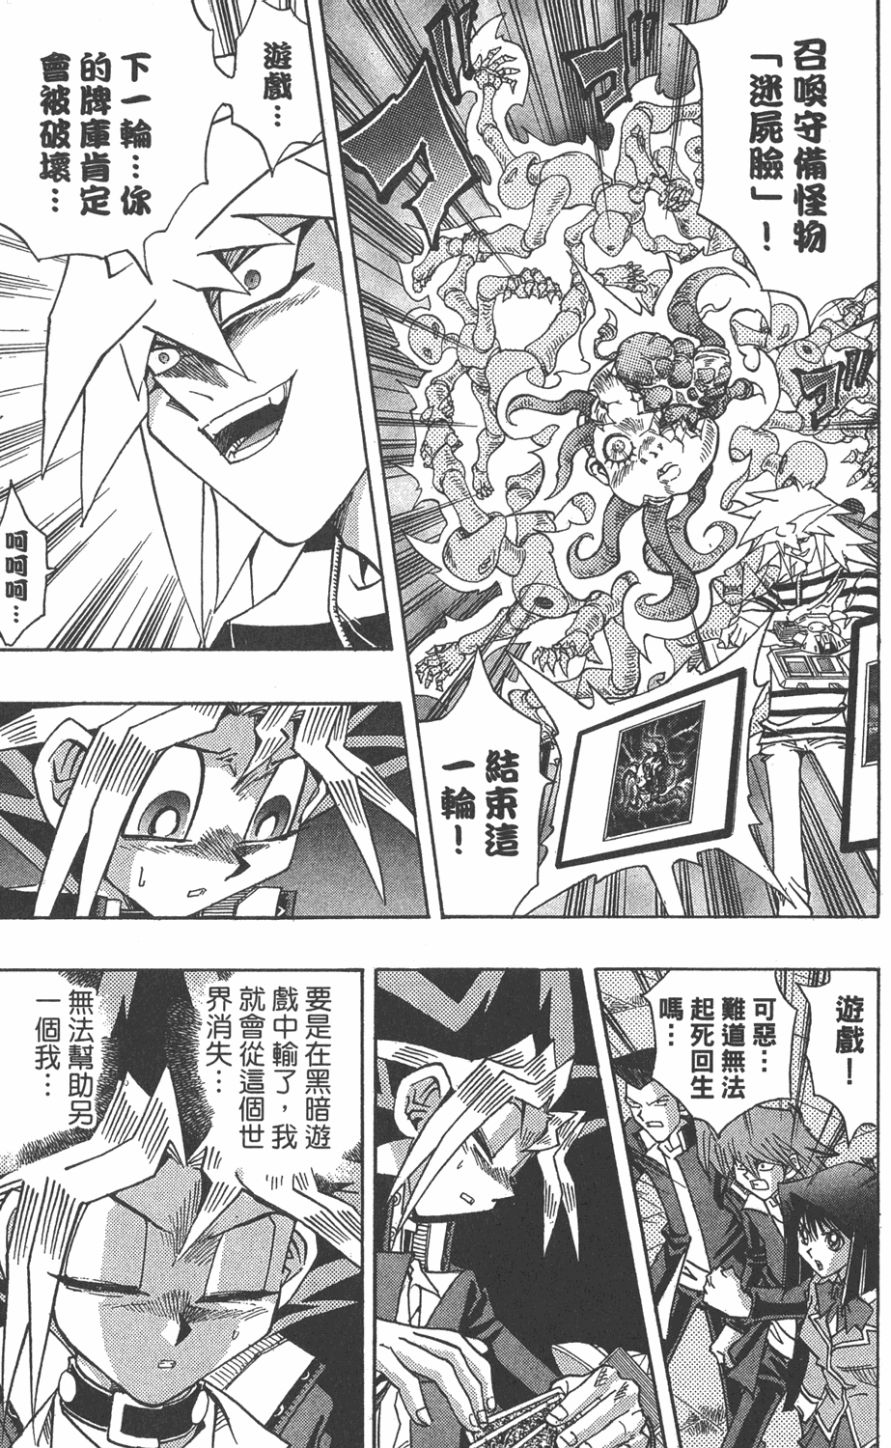 召喚守備怪物
「迷屍臉」！
ゴゴゴ
結束這
一輪！
遊戲…
下一輪…你
的牌庫肯定
會被破壞…
呵呵呵…
遊戲！
可惡…
難道無法
起死回生
嗎…
要是在黑暗遊
戲中輸了，我
就會從這個世
界消失…
無法幫助另
一個我…